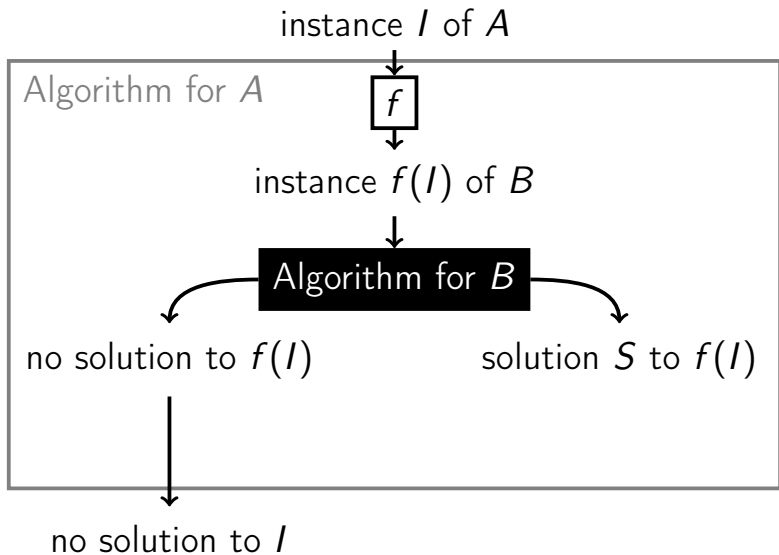 instance I of A
Algorithm for A
f
instance f(I) of B
Algorithm for B
no solution to f(I)
solution S to f(I)
no solution to I